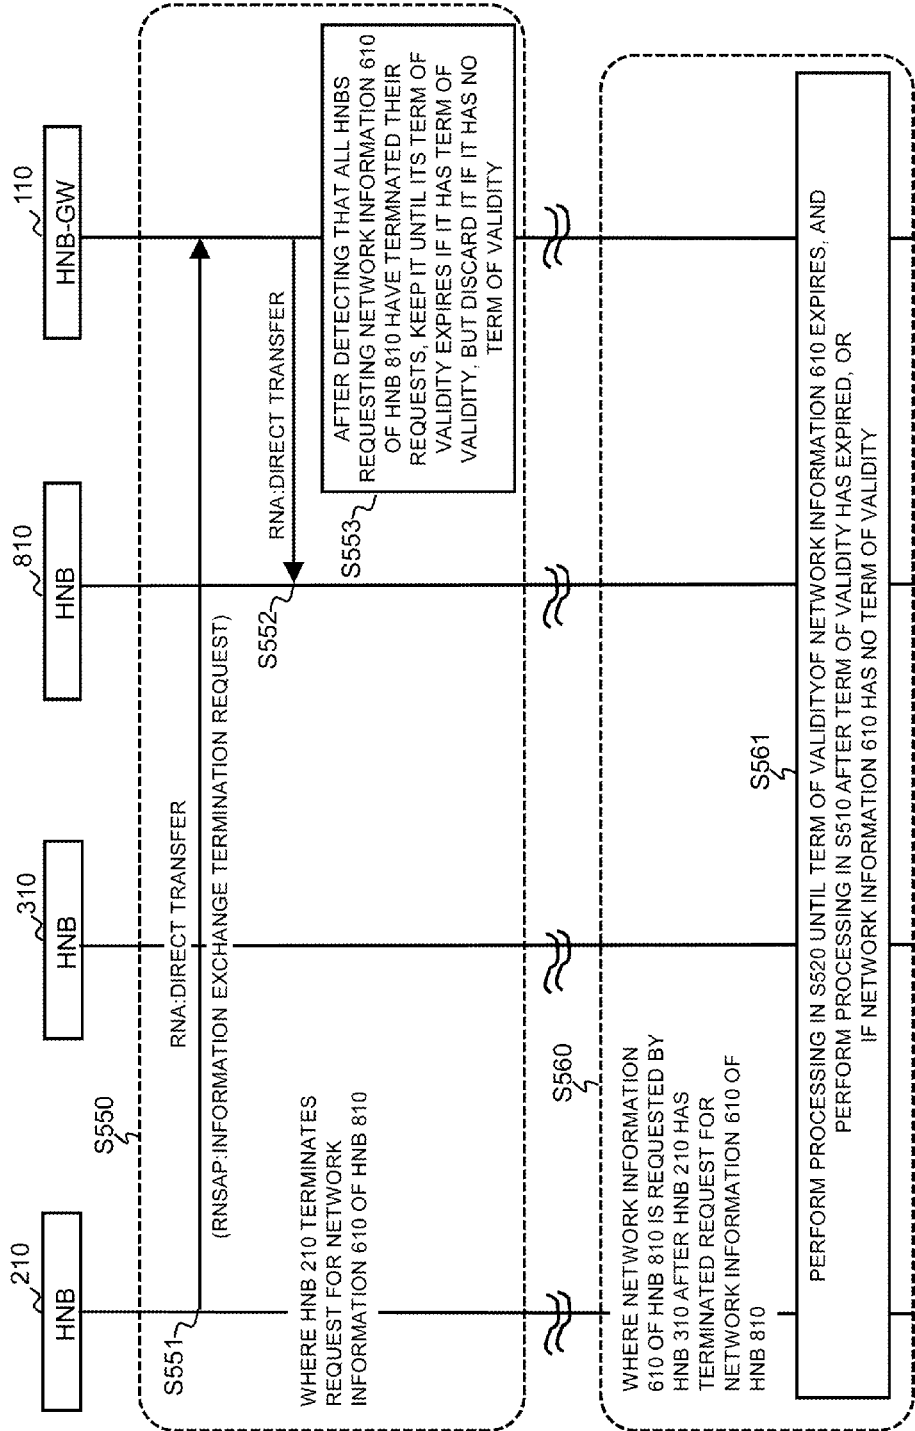 210
HNB
310
HNB
810
HNB
110
HNB-GW
S550
S551
RNA:DIRECT TRANSFER
(RNSAP:INFORMATION EXCHANGE TERMINATION REQUEST)
WHERE HNB 210 TERMINATES
REQUEST FOR NETWORK
INFORMATION 610 OF HNB 810
S552
RNA:DIRECT TRANSFER
S553
AFTER DETECTING THAT ALL HNBS
REQUESTING NETWORK INFORMATION 610
OF HNB 810 HAVE TERMNATED THEIR
REQUESTS, KEEP IT UNTIL ITS TERM OF
VALIDITY EXPIRES IF IT HAS TERM OF
VALIDITY, BUT DISCARD IT IF IT HAS NO
TERM OF VALIDITY
S560
WHERE NETWORK INFORMATION
610 OF HNB 810 IS REQUESTED BY
HNB 310 AFTER HNB 210 HAS
TERMINATED REQUEST FOR
NETWORK INFORMATION 610 OF
HNB 810
S561
PERFORM PROCESSING IN S520 UNTIL TERM OF VALIDITYOF NETWORK INFORMATION 610 EXPIRES, AND
PERFORM PROCESSING IN S510 AFTER TERM OF VALIDITY HAS EXPIRED, OR
IF NETWORK INFORMATION 610 HAS NO TERM OF VALIDITY